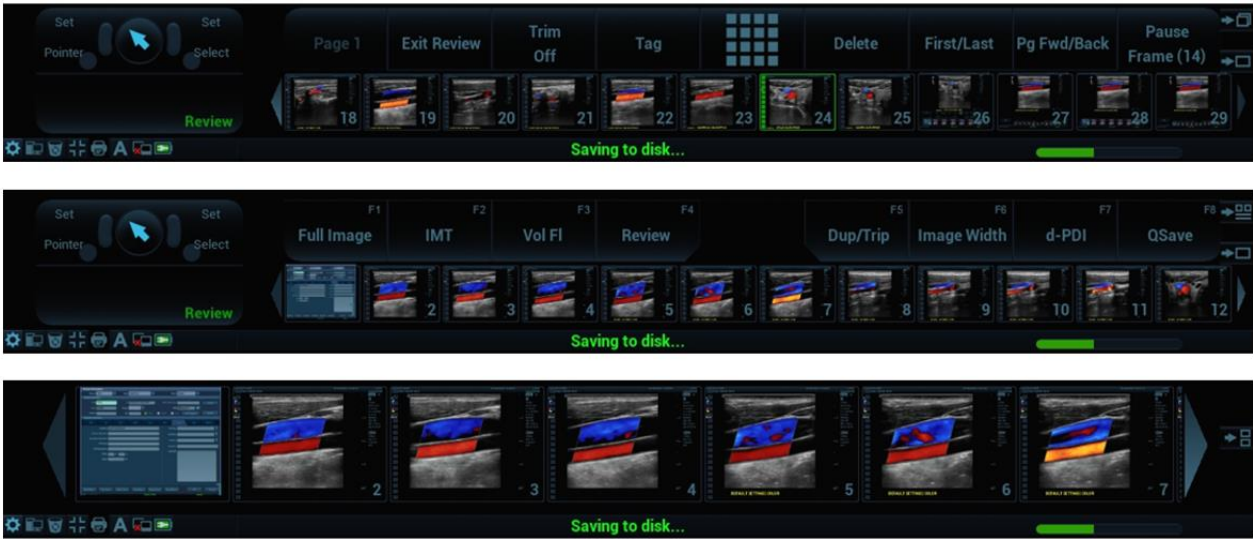 Set Set
Pointer Select
Review
Page 1 Exit Review Trim Off Tag Delete First/Last Pg Fwd/Back Pause Frame (14)
18 19 20 21 22 23 24 25 26 27 28 29
A Saving to disk...
Set Set
Pointer Select
Review
F1 F2 F3 F4 F5 F6 F7 F8
Full Image IMT Vol Fl Review Dup/Trip Image Width d-PDI QSave
2 3 4 5 6 7 8 9 10 11 12
A Saving to disk...
2 3 4 5 6 7
A Saving to disk...